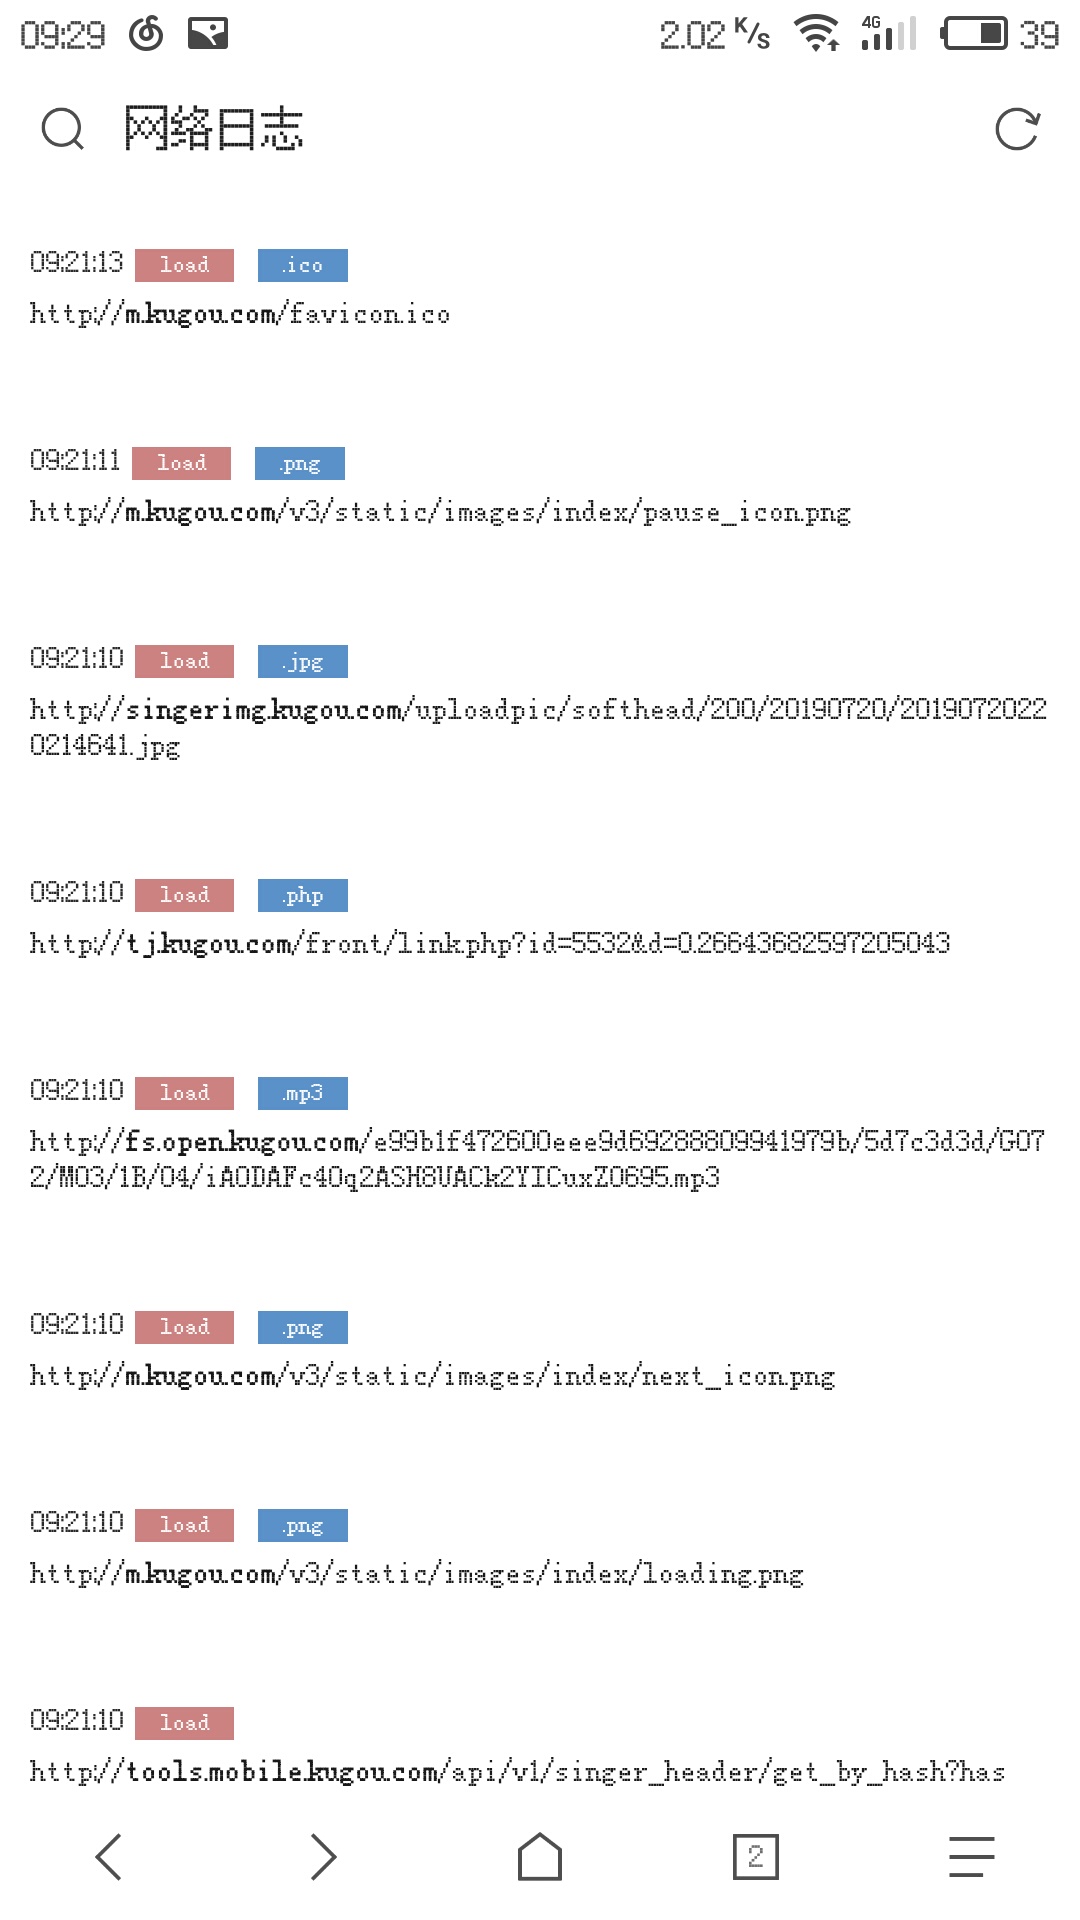 09:29 2.02 K/s 4G 39
网络日志
09:21:13 load .ico
http://m.kugou.com/favicon.ico
09:21:11 load .png
http://m.kugou.com/v3/static/images/index/pause_icon.png
09:21:10 load .jpg
http://singerimg.kugou.com/uploadpic/softhead/200/20190720/2019072022
0214641.jpg
09:21:10 load .php
http://tj.kugou.com/front/link.php?id=5532&d=0.26643682597205043
09:21:10 load .mp3
http://fs.open.kugou.com/e99b1f472600eee9d69288809941979b/5d7c3d3d/G07
2/M03/1B/04/iA0DAFc40q2ASH8UACk2YICuxZ0695.mp3
09:21:10 load .png
http://m.kugou.com/v3/static/images/index/next_icon.png
09:21:10 load .png
http://m.kugou.com/v3/static/images/index/loading.png
09:21:10 load
http://tools.mobile.kugou.com/api/v1/singer_header/get_by_hash?has
2